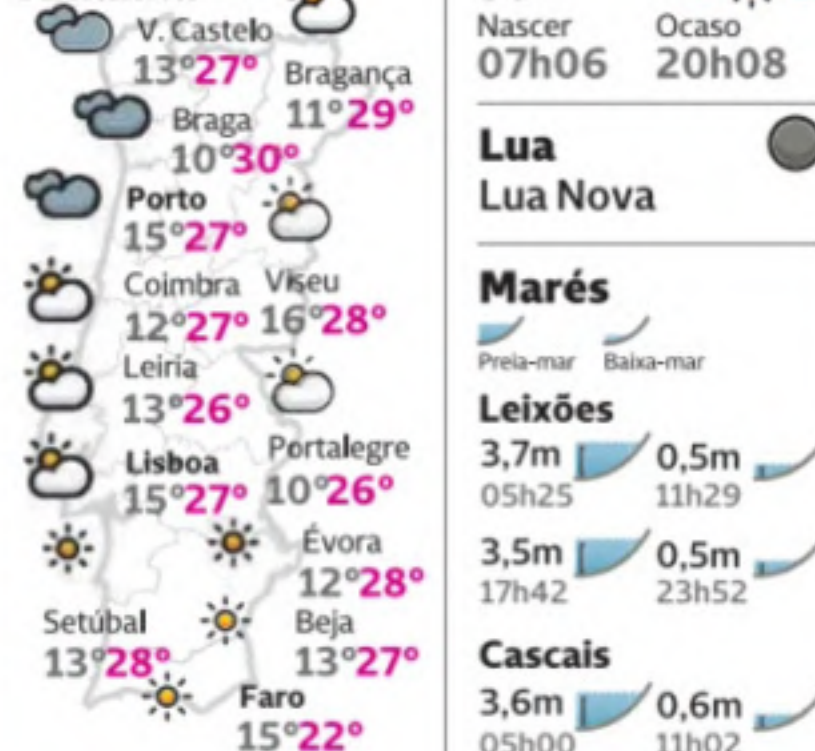 V. Castelo
13° 27°
Bragança
11° 29°
Braga
10° 30°
Porto
15° 27°
Coimbra
12° 27°
Viseu
16° 28°
Leiria
13° 26°
Lisboa
15° 27°
Portalegre
10° 26°
Évora
12° 28°
Setúbal
13° 28°
Beja
13° 27°
Faro
15° 22°
Nascer Ocaso
07h06 20h08
Lua
Lua Nova
Marés
Preia-mar Baixa-mar
Leixões
3,7m 0,5m
05h25 11h29
3,5m 0,5m
17h42 23h52
Cascais
3,6m 0,6m
05h00 11h02